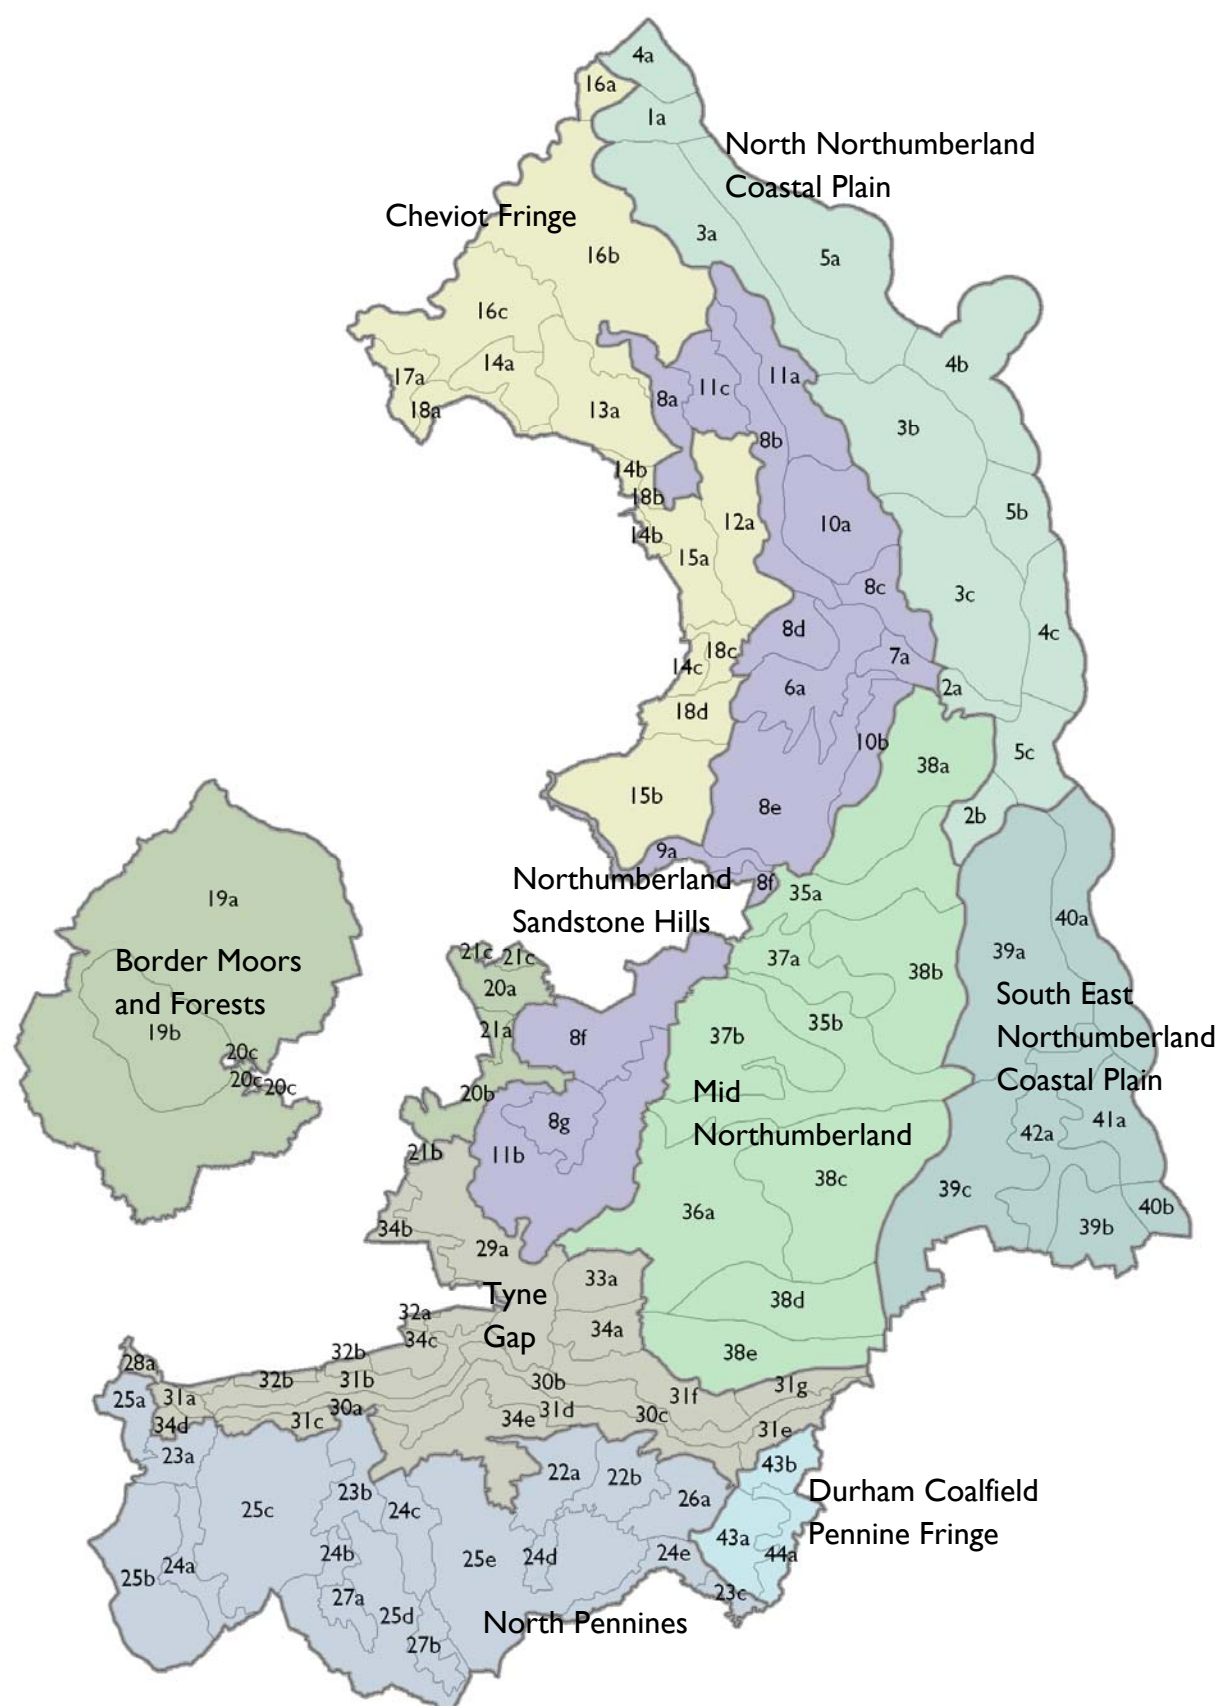 4a
16a
1a
North Northumberland
Coastal Plain
Cheviot Fringe
3a
16b
5a
16c
4b
14a
17a
11a
8a
11c
18a
13a
3b
8b
14b
18b
5b
12a
10a
14b
15a
8c
3c
4c
8d
18c
7a
14c
6a
2a
18d
10b
5c
38a
15b
8e
2b
9a
Northumberland
Sandstone Hills
8f
35a
19a
40a
39a
Border Moors
and Forests
21c
21c
37a
38b
20a
South East
Northumberland
Coastal Plain
19b
21a
8f
37b
35b
20c
20c
20c
20b
Mid
Northumberland
8g
41a
42a
21b
11b
38c
39c
36a
40b
34b
39b
29a
33a
Tyne
Gap
38d
32a
34c
34a
32b
38e
28a
32b
31b
30b
31f
31g
25a
31a
30a
31c
34e
31d
30c
31e
34d
23a
43b
22a
22b
23b
26a
Durham Coalfield
Pennine Fringe
25c
24c
43a
24b
25e
24d
24e
44a
25b
24a
27a
23c
25d
North Pennines
27b